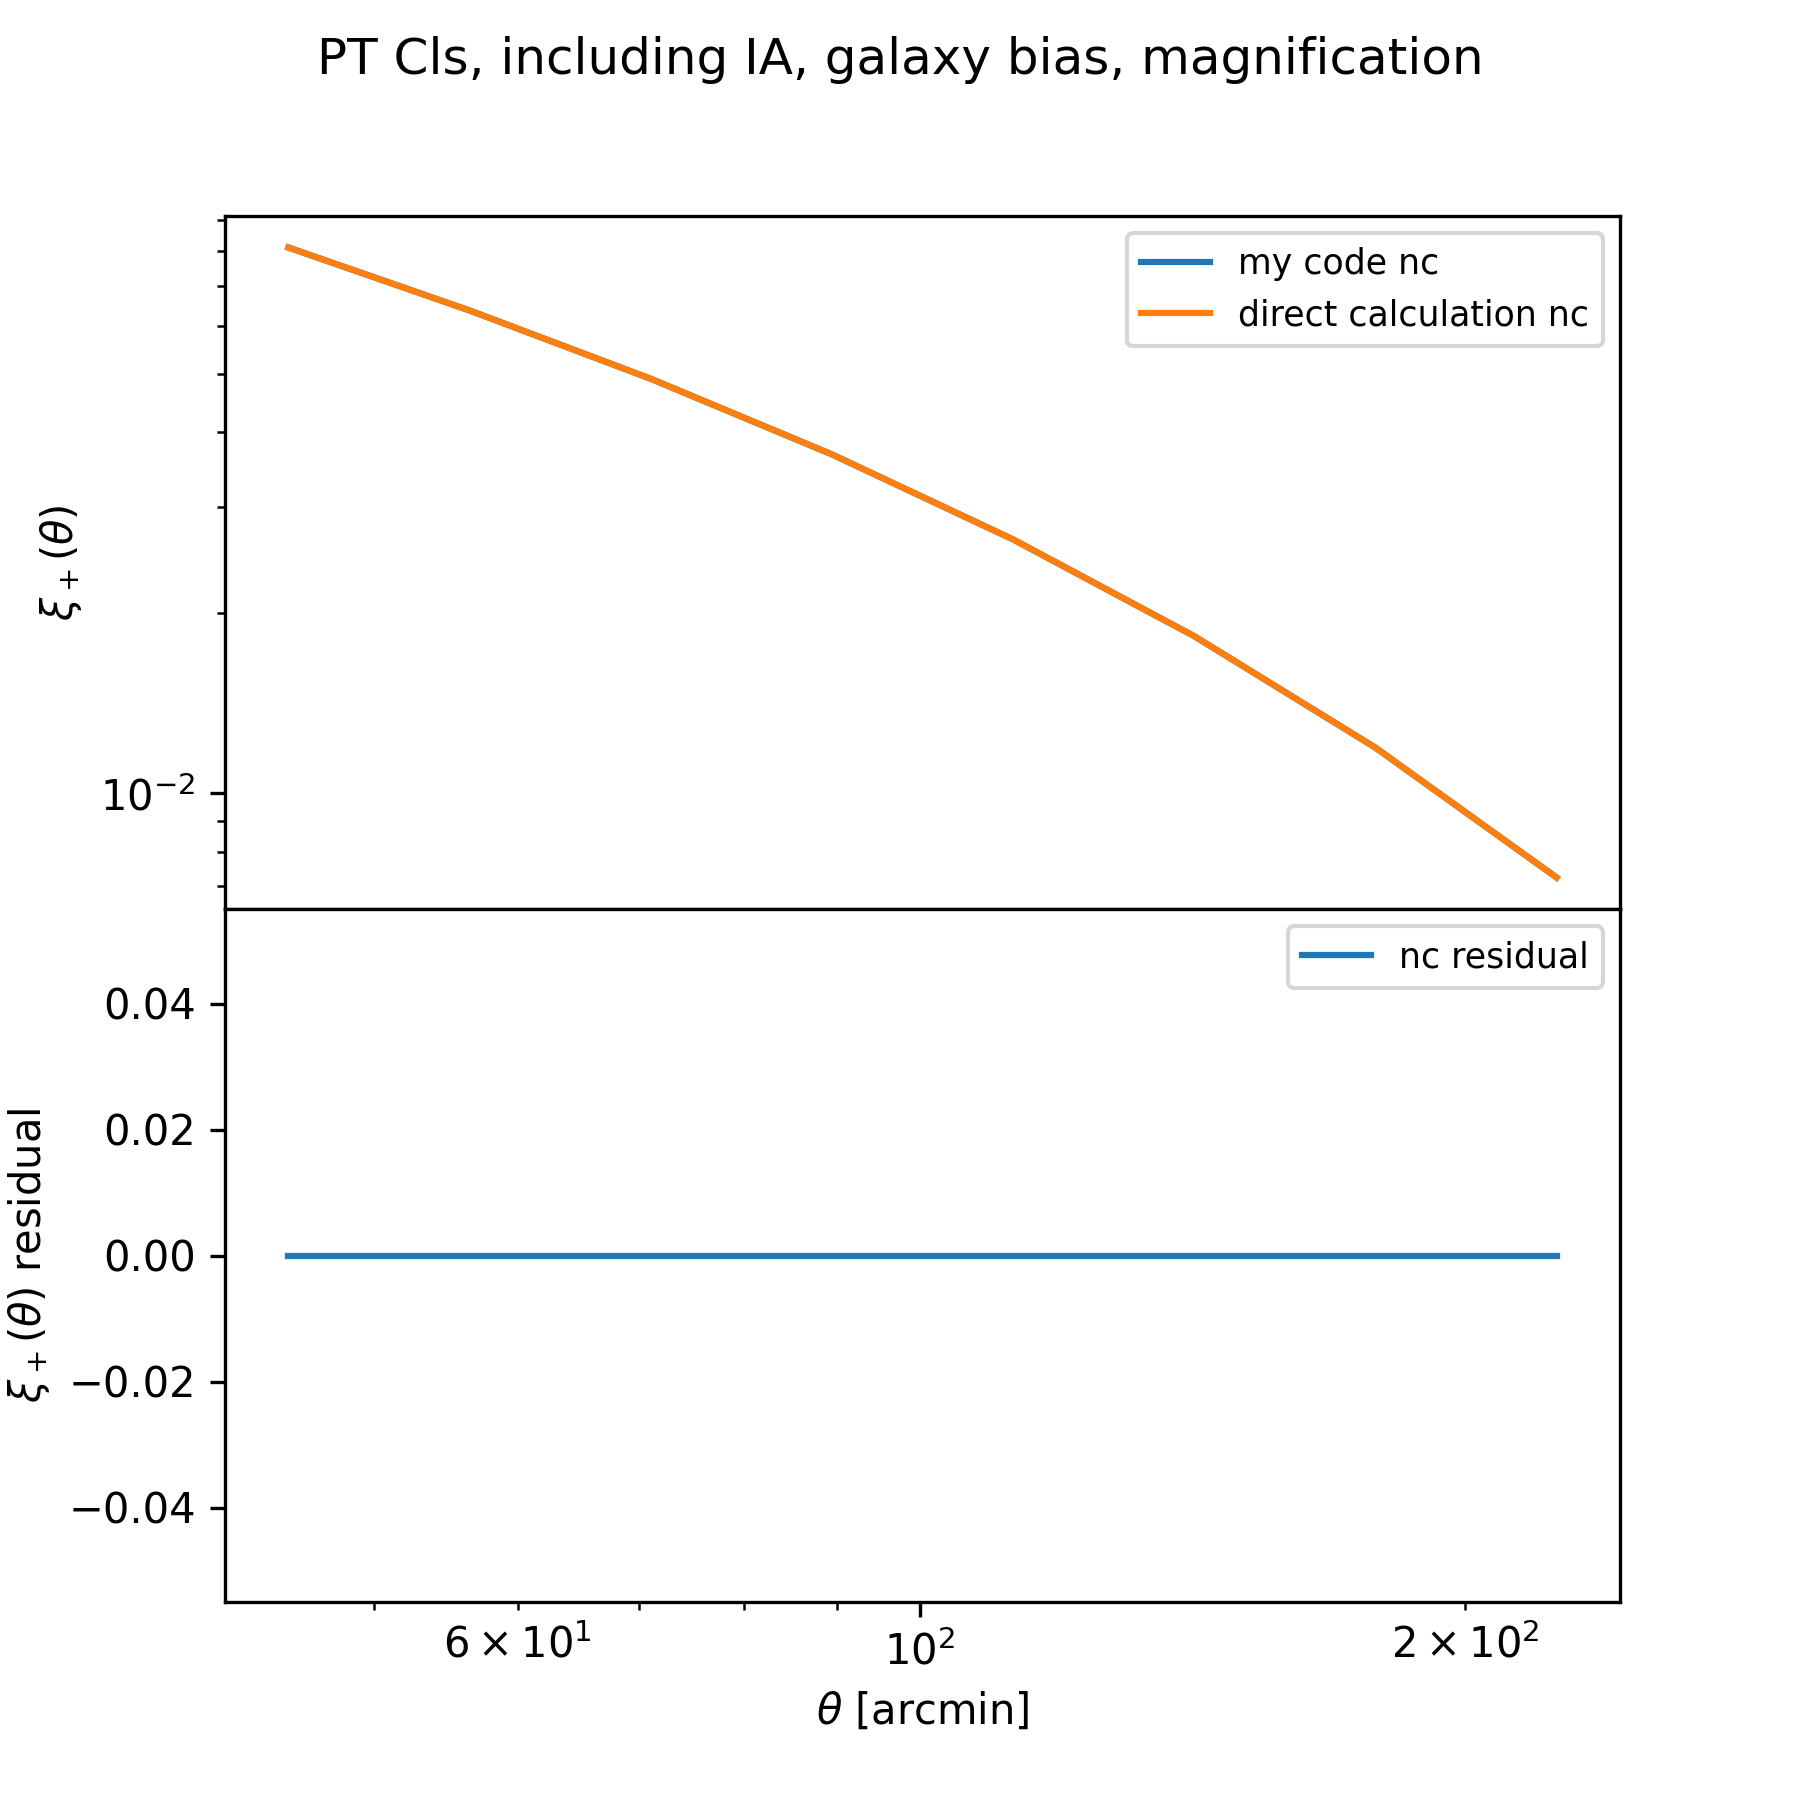 PT Cls, including IA, galaxy bias, magnification
my code nc
direct calculation nc
ξ₊(θ)
10⁻²
nc residual
ξ₊(θ) residual
0.04
0.02
0.00
−0.02
−0.04
6 × 10¹
10²
2 × 10²
θ [arcmin]